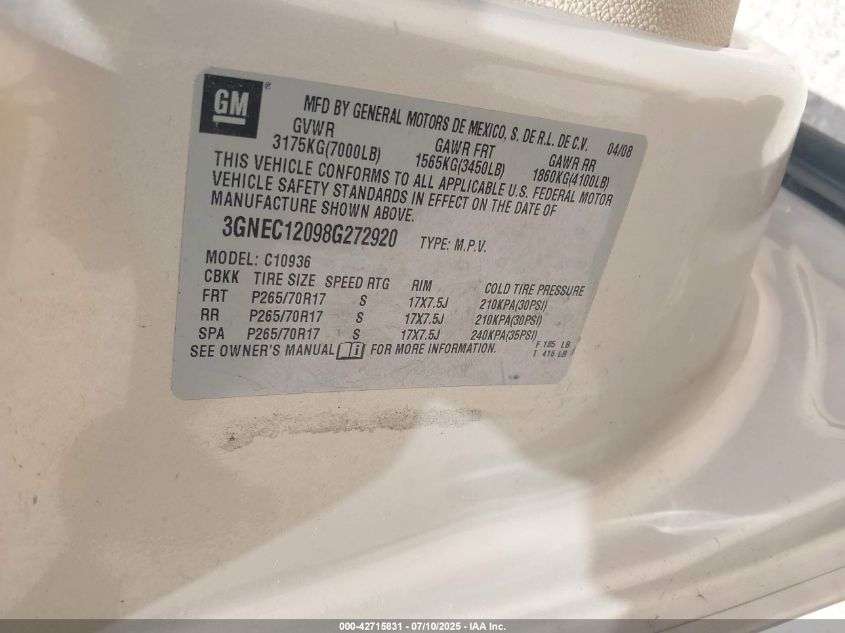 GM ®
MFD BY GENERAL MOTORS DE MEXICO, S. DE R.L. DE C.V. 04/08
GVWR GAWR FRT GAWR RR
3175KG(7000LB) 1565KG(3450LB) 1860KG(4100LB)
THIS VEHICLE CONFORMS TO ALL APPLICABLE U.S. FEDERAL MOTOR
VEHICLE SAFETY STANDARDS IN EFFECT ON THE DATE OF
MANUFACTURE SHOWN ABOVE.
3GNEC12098G272920 TYPE: M.P.V.
MODEL: C10936
CBKK TIRE SIZE SPEED RTG RIM COLD TIRE PRESSURE
FRT P265/70R17 S 17X7.5J 210KPA(30PSI)
RR P265/70R17 S 17X7.5J 210KPA(30PSI)
SPA P265/70R17 S 17X7.5J 240KPA(35PSI)
SEE OWNER'S MANUAL FOR MORE INFORMATION.
F 185 LB
T 416 LB
000-42715831 - 07/10/2025 - IAA Inc.